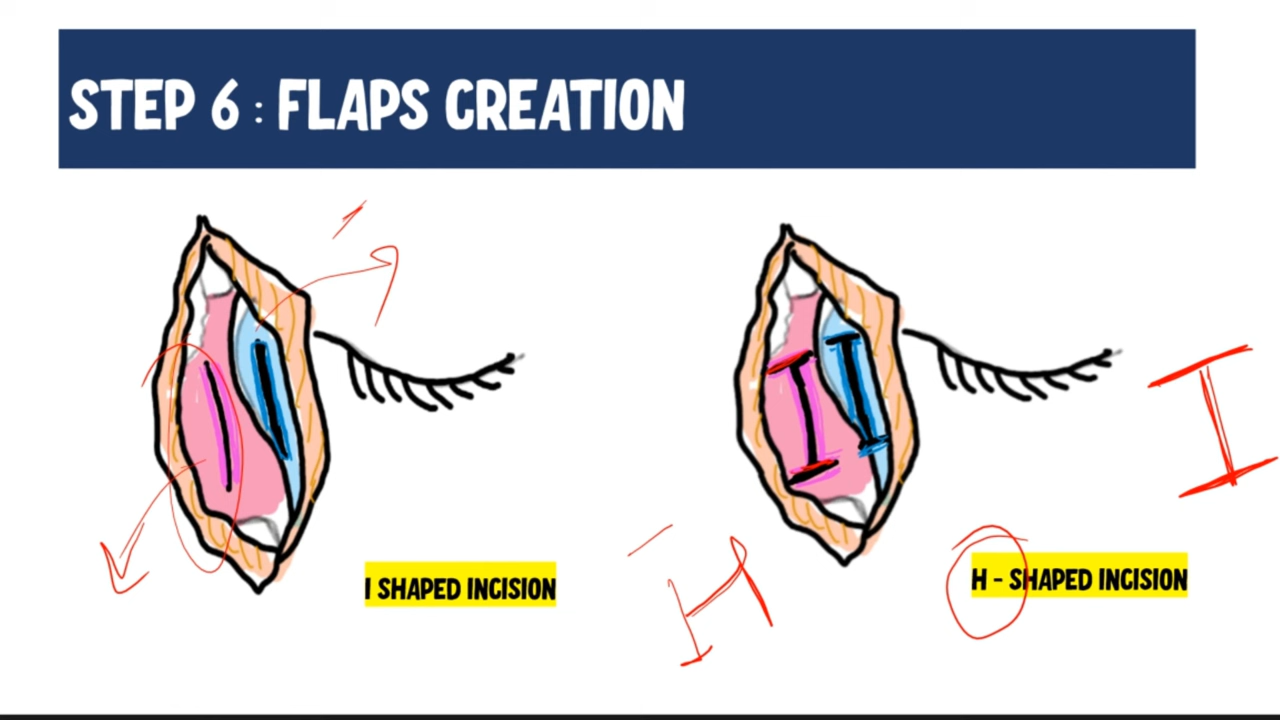 STEP 6 : FLAPS CREATION
I SHAPED INCISION
H - SHAPED INCISION
H
I